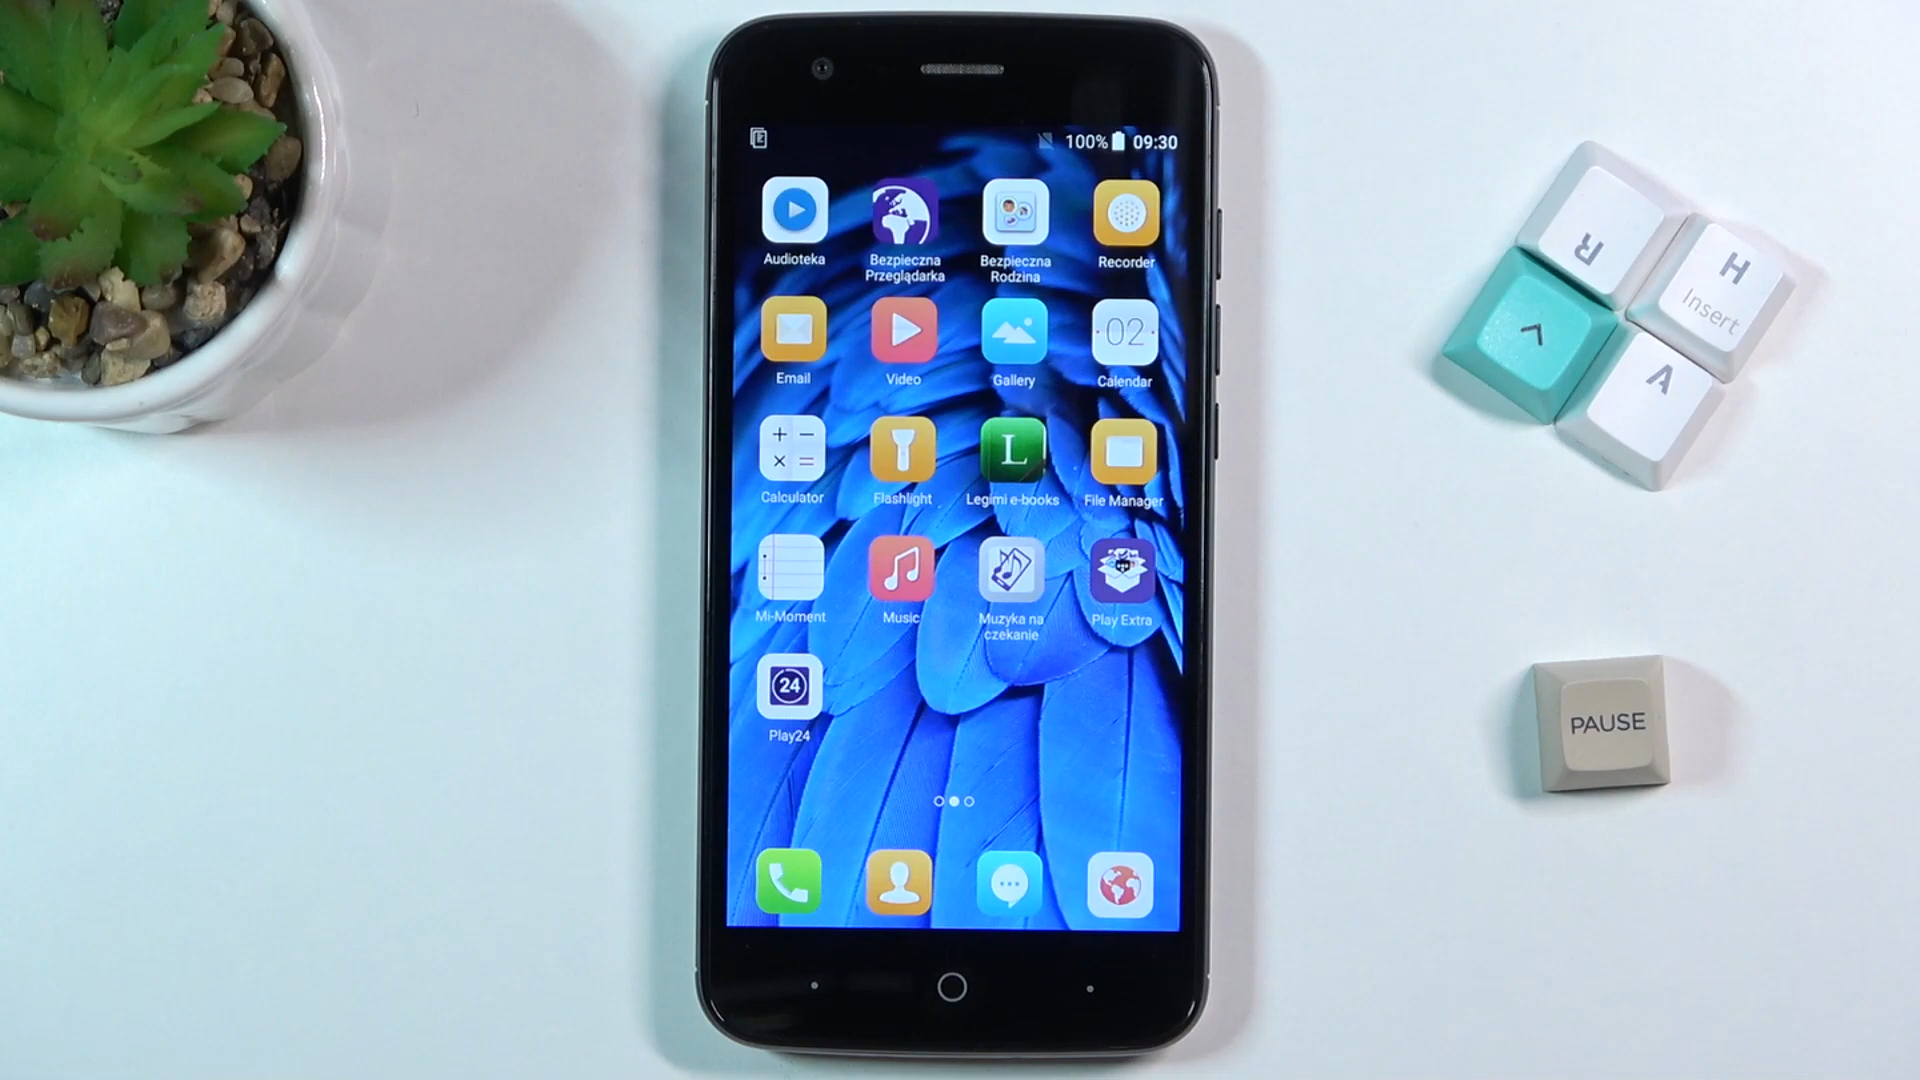 100% 09:30
Audioteka
Bezpieczna
Przeglądarka
Bezpieczna
Rodzina
Recorder
Email
Video
Gallery
02
Calendar
Calculator
Flashlight
L
Legimi e-books
File Manager
Mi-Moment
Music
Muzyka na
czekanie
Play Extra
24
Play24
R
H
Insert
A
PAUSE